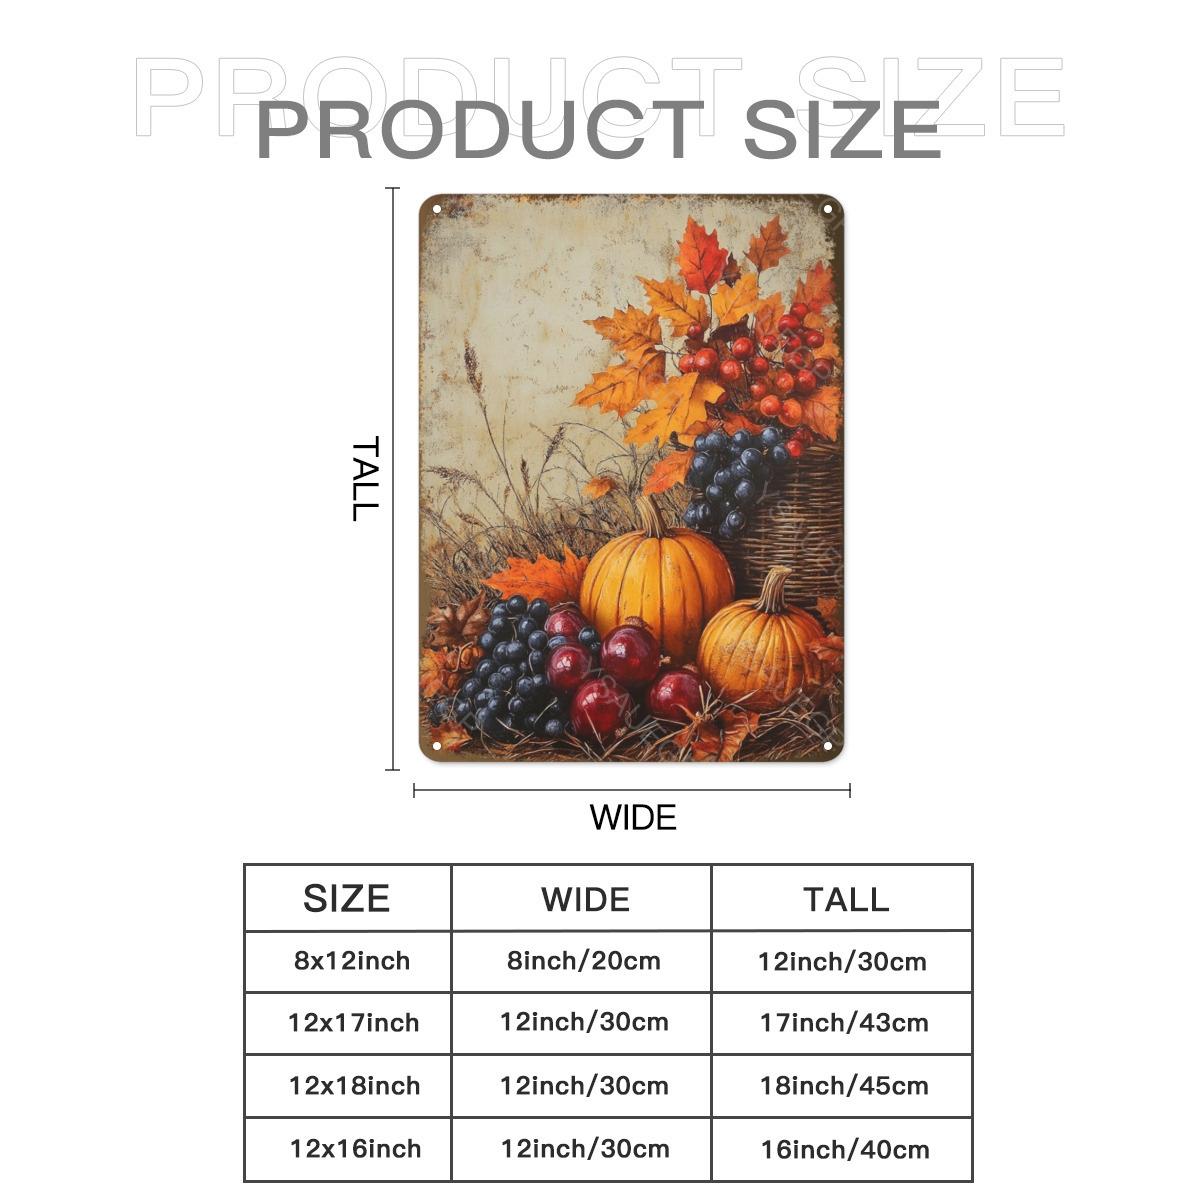 PRODUCT SIZE
PRODUCT SIZE
TALL
WIDE
SIZE WIDE TALL
8x12inch 8inch/20cm 12inch/30cm
12x17inch 12inch/30cm 17inch/43cm
12x18inch 12inch/30cm 18inch/45cm
12x16inch 12inch/30cm 16inch/40cm